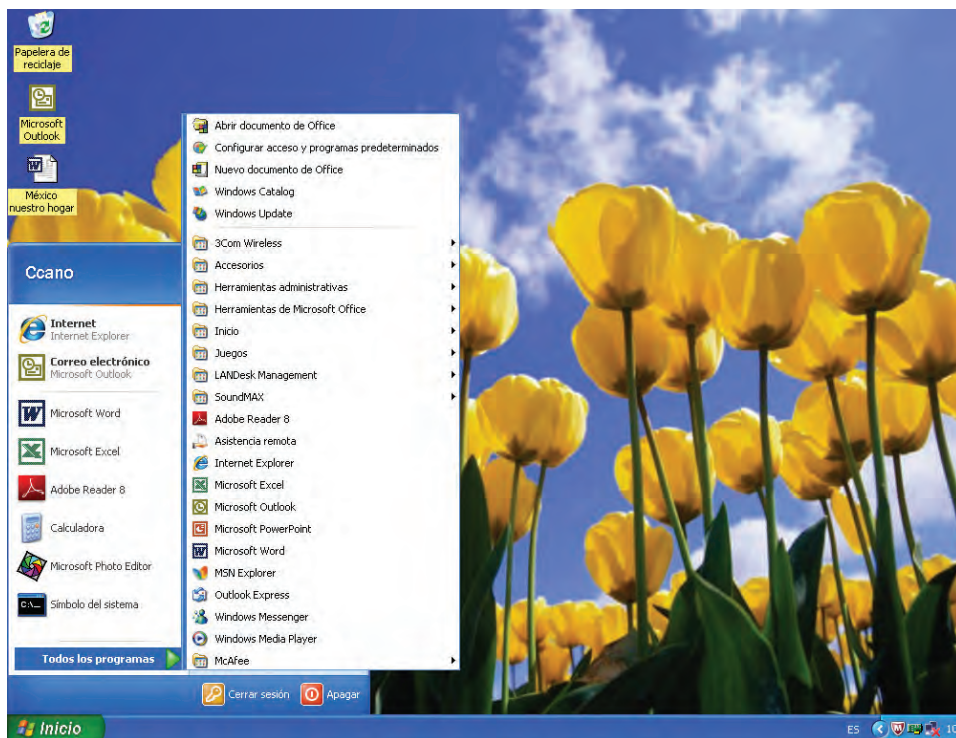 Papelera de
reciclaje
Microsoft
Outlook
México
nuestro hogar
Ccano
Internet
Internet Explorer
Correo electrónico
Microsoft Outlook
Microsoft Word
Microsoft Excel
Adobe Reader 8
Calculadora
Microsoft Photo Editor
C:\_
Símbolo del sistema
Todos los programas
Abrir documento de Office
Configurar acceso y programas predeterminados
Nuevo documento de Office
Windows Catalog
Windows Update
3Com Wireless
Accesorios
Herramientas administrativas
Herramientas de Microsoft Office
Inicio
Juegos
LANDesk Management
SoundMAX
Adobe Reader 8
Asistencia remota
Internet Explorer
Microsoft Excel
Microsoft Outlook
Microsoft PowerPoint
Microsoft Word
MSN Explorer
Outlook Express
Windows Messenger
Windows Media Player
McAfee
Cerrar sesión
Apagar
Inicio
ES
10